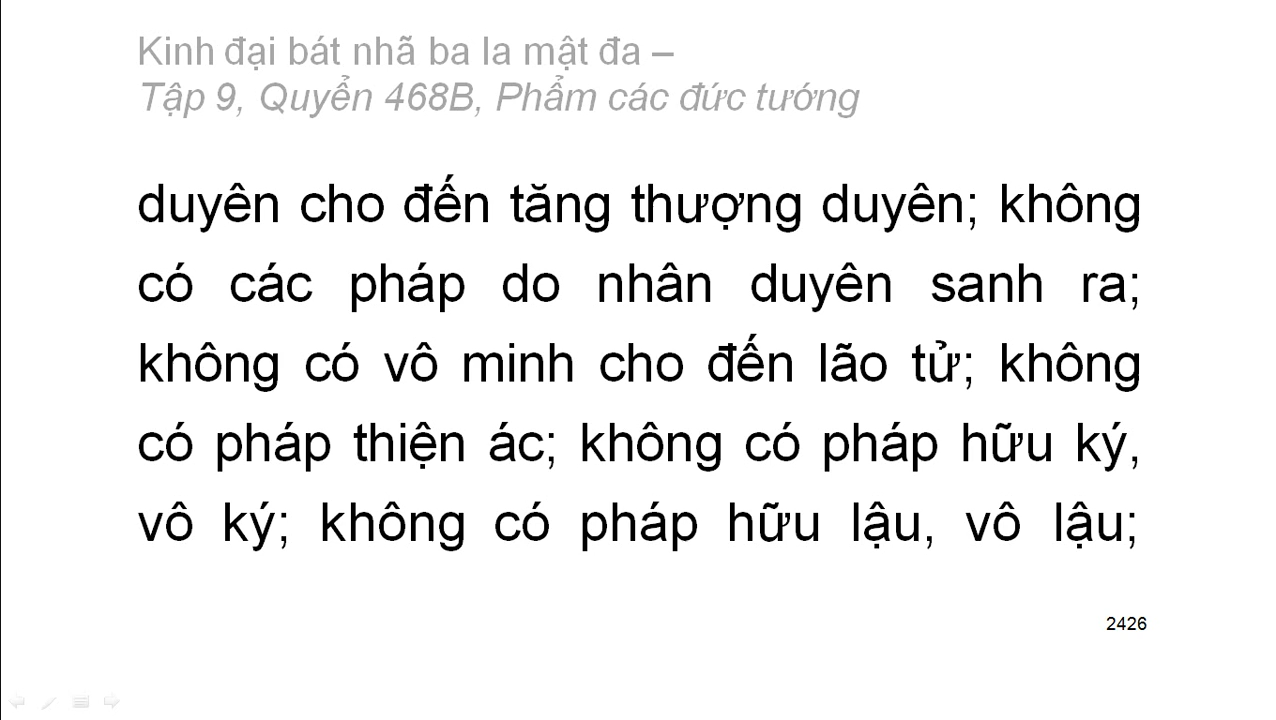 Kinh đại bát nhã ba la mật đa –
Tập 9, Quyển 468B, Phẩm các đức tướng
duyên cho đến tăng thượng duyên; không
có các pháp do nhân duyên sanh ra;
không có vô minh cho đến lão tử; không
có pháp thiện ác; không có pháp hữu ký,
vô ký; không có pháp hữu lậu, vô lậu;
2426